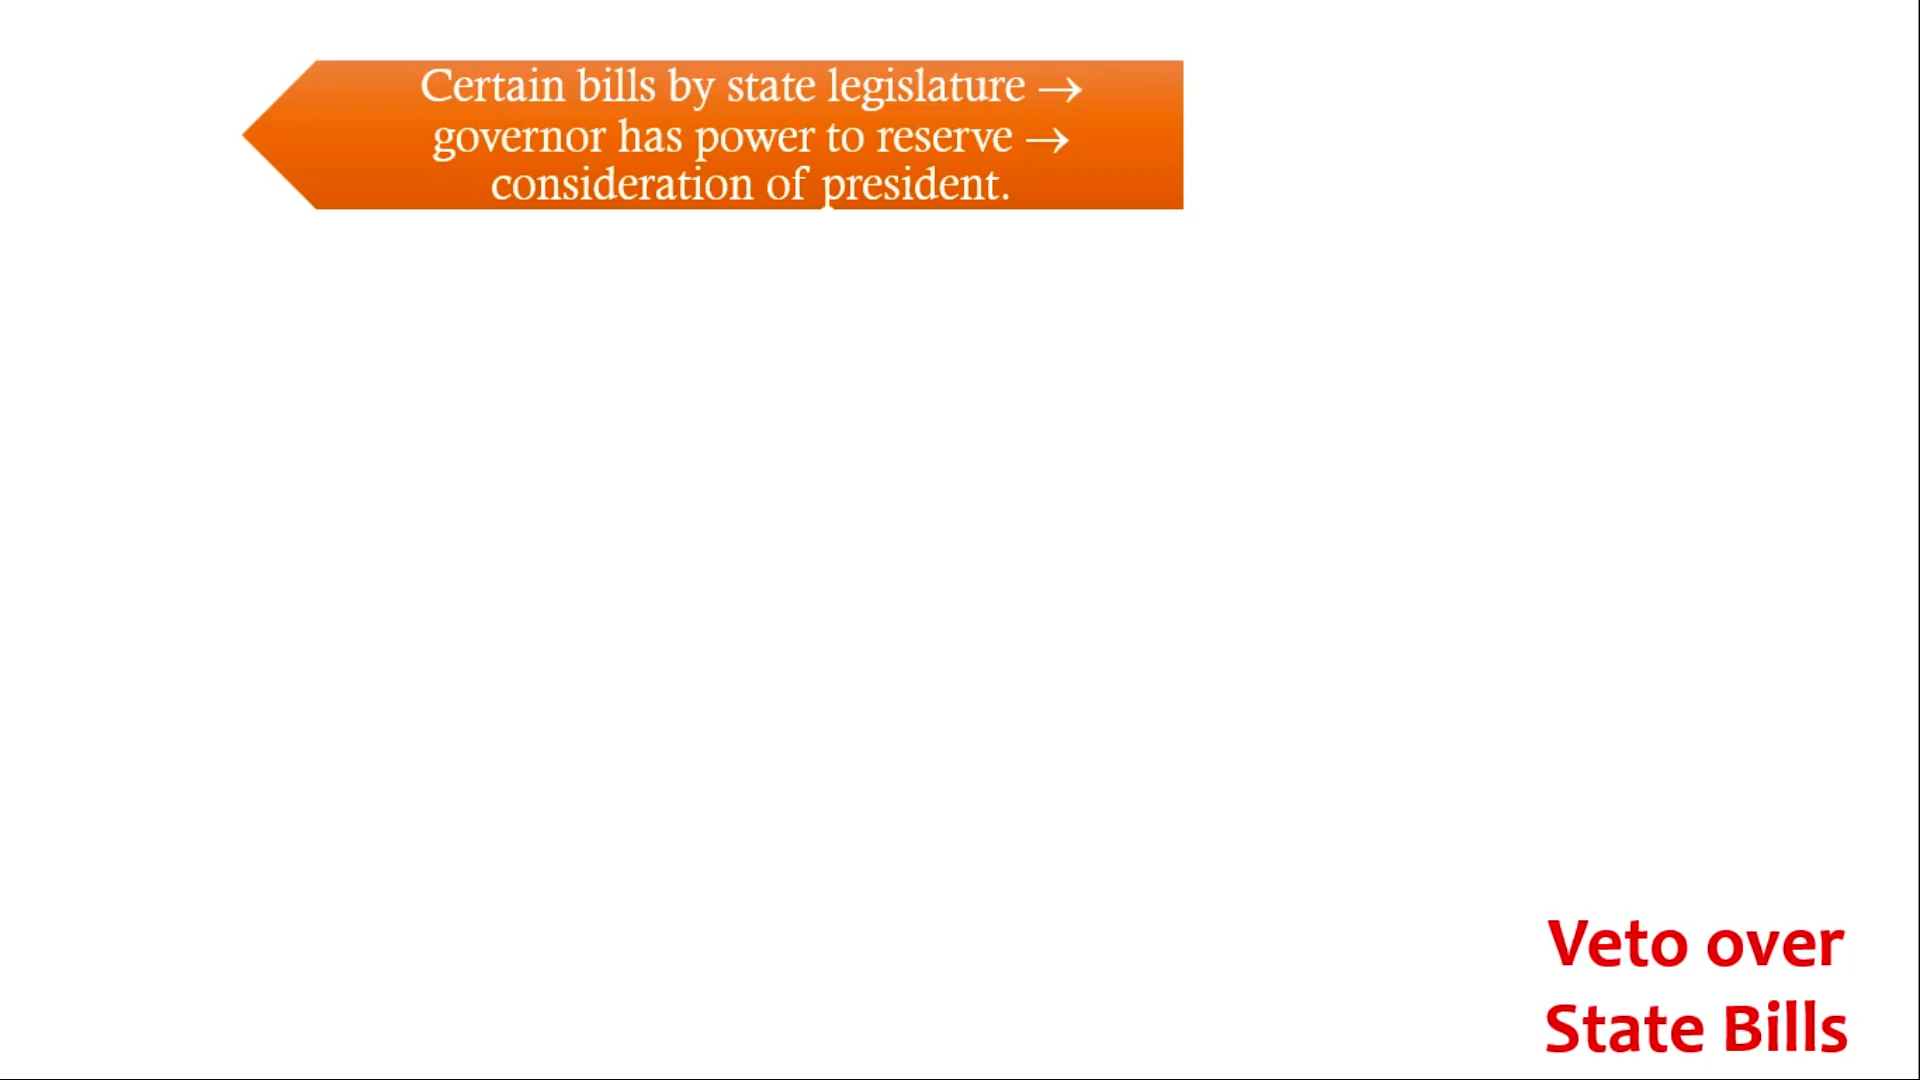 Certain bills by state legislature →
governor has power to reserve →
consideration of president.
Veto over
State Bills